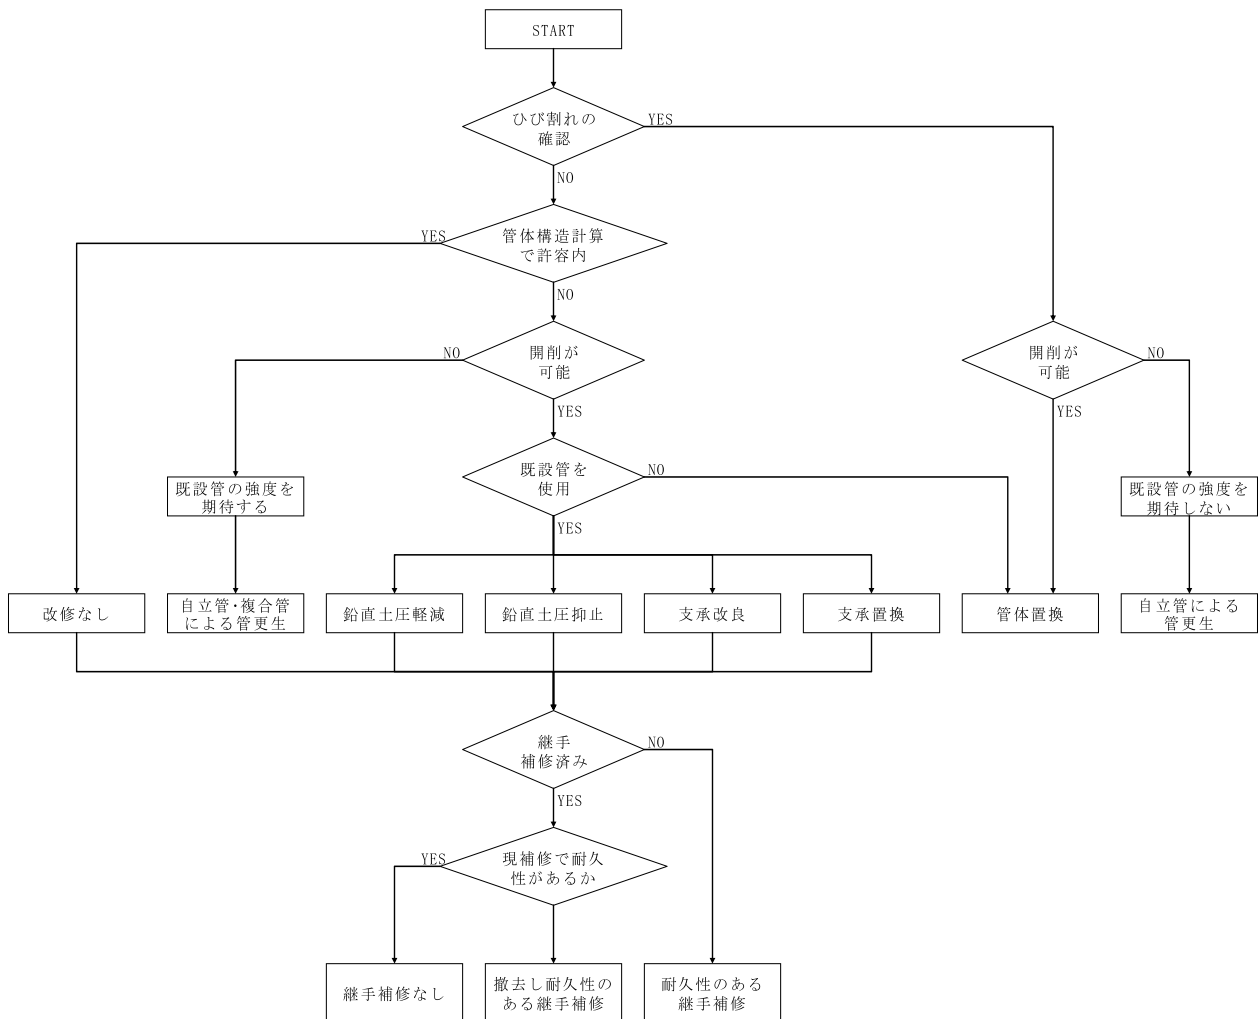 START
ひび割れの
確認
YES
NO
管体構造計算
で許容内
YES
NO
開削が
可能
NO
YES
開削が
可能
NO
YES
既設管を
使用
NO
YES
既設管の強度を
期待する
既設管の強度を
期待しない
改修なし
自立管・複合管
による管更生
鉛直土圧軽減
鉛直土圧抑止
支承改良
支承置換
管体置換
自立管による
管更生
継手
補修済み
NO
YES
現補修で耐久
性があるか
YES
継手補修なし
撤去し耐久性の
ある継手補修
耐久性のある
継手補修